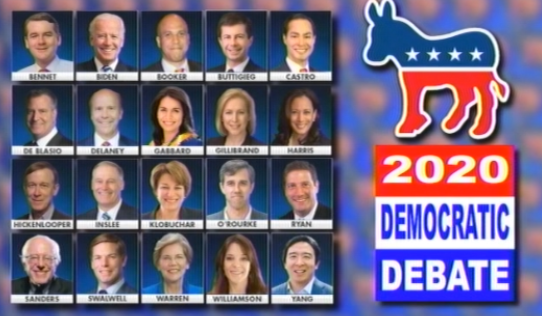 BENNET BIDEN BOOKER BUTTIGIEG CASTRO
DE BLASIO DELANEY GABBARD GILLIBRAND HARRIS
HICKENLOOPER INSLEE KLOBUCHAR O'ROURKE RYAN
SANDERS SWALWELL WARREN WILLIAMSON YANG
2020
DEMOCRATIC
DEBATE